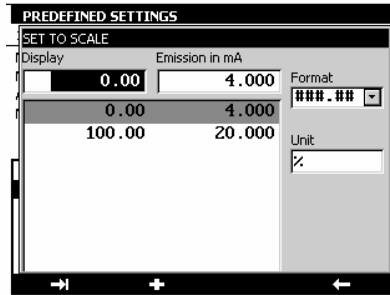 PREDEFINED SETTINGS
SET TO SCALE
Display Emission in mA
0.00 4.000
Format
###.##
0.00 4.000
100.00 20.000
Unit
%